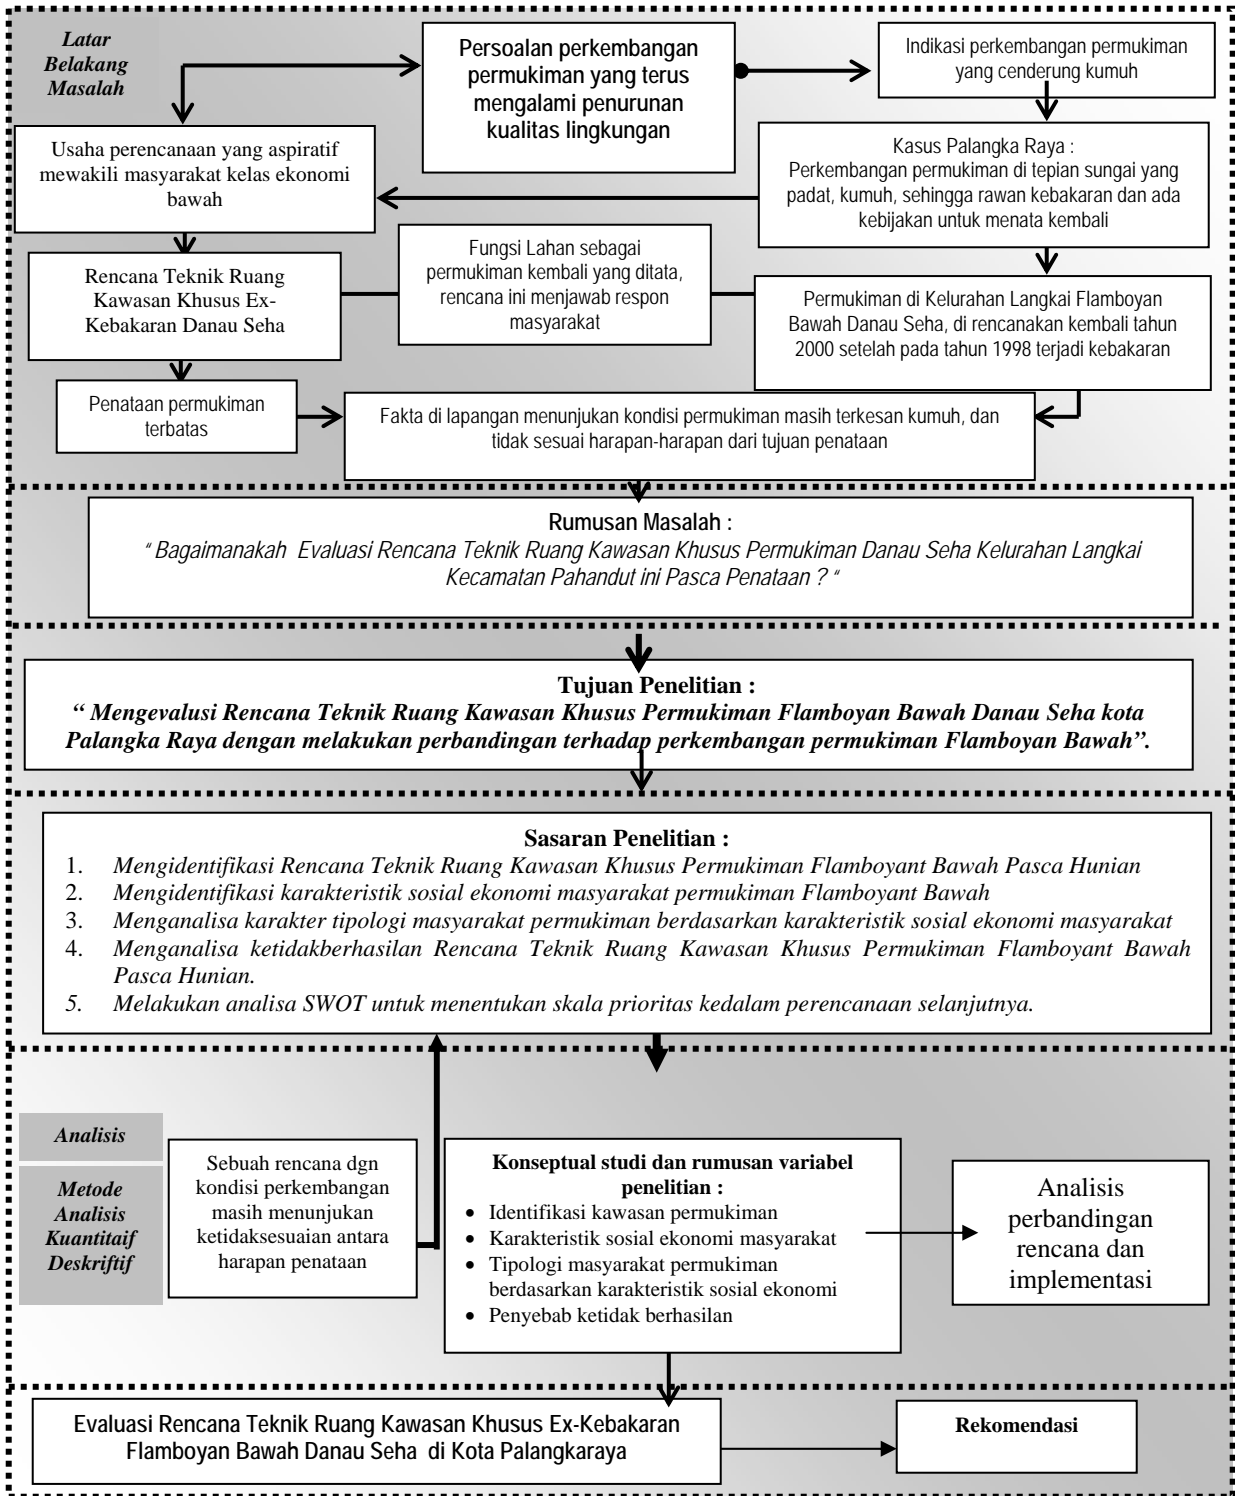 Latar
Belakang
Masalah
Persoalan perkembangan
permukiman yang terus
mengalami penurunan
kualitas lingkungan
Indikasi perkembangan permukiman
yang cenderung kumuh
Usaha perencanaan yang aspiratif
mewakili masyarakat kelas ekonomi
bawah
Kasus Palangka Raya :
Perkembangan permukiman di tepian sungai yang
padat, kumuh, sehingga rawan kebakaran dan ada
kebijakan untuk menata kembali
Fungsi Lahan sebagai
permukiman kembali yang ditata,
rencana ini menjawab respon
masyarakat
Rencana Teknik Ruang
Kawasan Khusus Ex-
Kebakaran Danau Seha
Permukiman di Kelurahan Langkai Flamboyan
Bawah Danau Seha, di rencanakan kembali tahun
2000 setelah pada tahun 1998 terjadi kebakaran
Penataan permukiman
terbatas
Fakta di lapangan menunjukan kondisi permukiman masih terkesan kumuh, dan
tidak sesuai harapan-harapan dari tujuan penataan
Rumusan Masalah :
" Bagaimanakah Evaluasi Rencana Teknik Ruang Kawasan Khusus Permukiman Danau Seha Kelurahan Langkai
Kecamatan Pahandut ini Pasca Penataan ? "
Tujuan Penelitian :
“ Mengevalusi Rencana Teknik Ruang Kawasan Khusus Permukiman Flamboyan Bawah Danau Seha kota
Palangka Raya dengan melakukan perbandingan terhadap perkembangan permukiman Flamboyan Bawah”.
Sasaran Penelitian :
1. Mengidentifikasi Rencana Teknik Ruang Kawasan Khusus Permukiman Flamboyant Bawah Pasca Hunian
2. Mengidentifikasi karakteristik sosial ekonomi masyarakat permukiman Flamboyant Bawah
3. Menganalisa karakter tipologi masyarakat permukiman berdasarkan karakteristik sosial ekonomi masyarakat
4. Menganalisa ketidakberhasilan Rencana Teknik Ruang Kawasan Khusus Permukiman Flamboyant Bawah
Pasca Hunian.
5. Melakukan analisa SWOT untuk menentukan skala prioritas kedalam perencanaan selanjutnya.
Analisis
Metode
Analisis
Kuantitaif
Deskriftif
Sebuah rencana dgn
kondisi perkembangan
masih menunjukan
ketidaksesuaian antara
harapan penataan
Konseptual studi dan rumusan variabel
penelitian :
• Identifikasi kawasan permukiman
• Karakteristik sosial ekonomi masyarakat
• Tipologi masyarakat permukiman
berdasarkan karakteristik sosial ekonomi
• Penyebab ketidak berhasilan
Analisis
perbandingan
rencana dan
implementasi
Evaluasi Rencana Teknik Ruang Kawasan Khusus Ex-Kebakaran
Flamboyan Bawah Danau Seha di Kota Palangkaraya
Rekomendasi